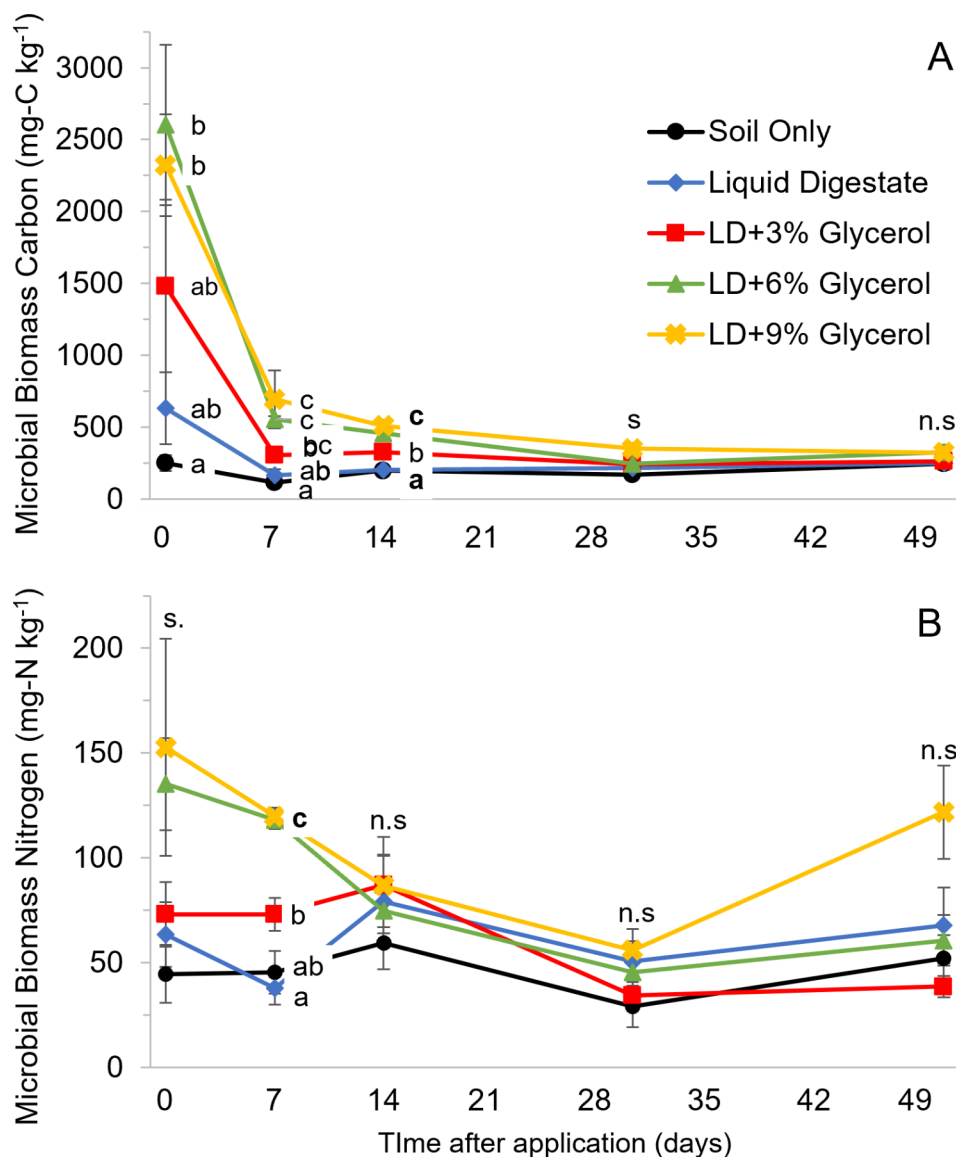 Microbial Biomass Carbon (mg-C kg⁻¹)
A
3000
2500
2000
1500
1000
500
0
Soil Only
Liquid Digestate
LD+3% Glycerol
LD+6% Glycerol
LD+9% Glycerol
b
b
ab
ab
a
c
c
bc
ab
a
c
b
a
s
n.s
0 7 14 21 28 35 42 49
Microbial Biomass Nitrogen (mg-N kg⁻¹)
B
200
150
100
50
0
s.
c
b
ab
a
n.s
n.s
n.s
0 7 14 21 28 35 42 49
TIme after application (days)